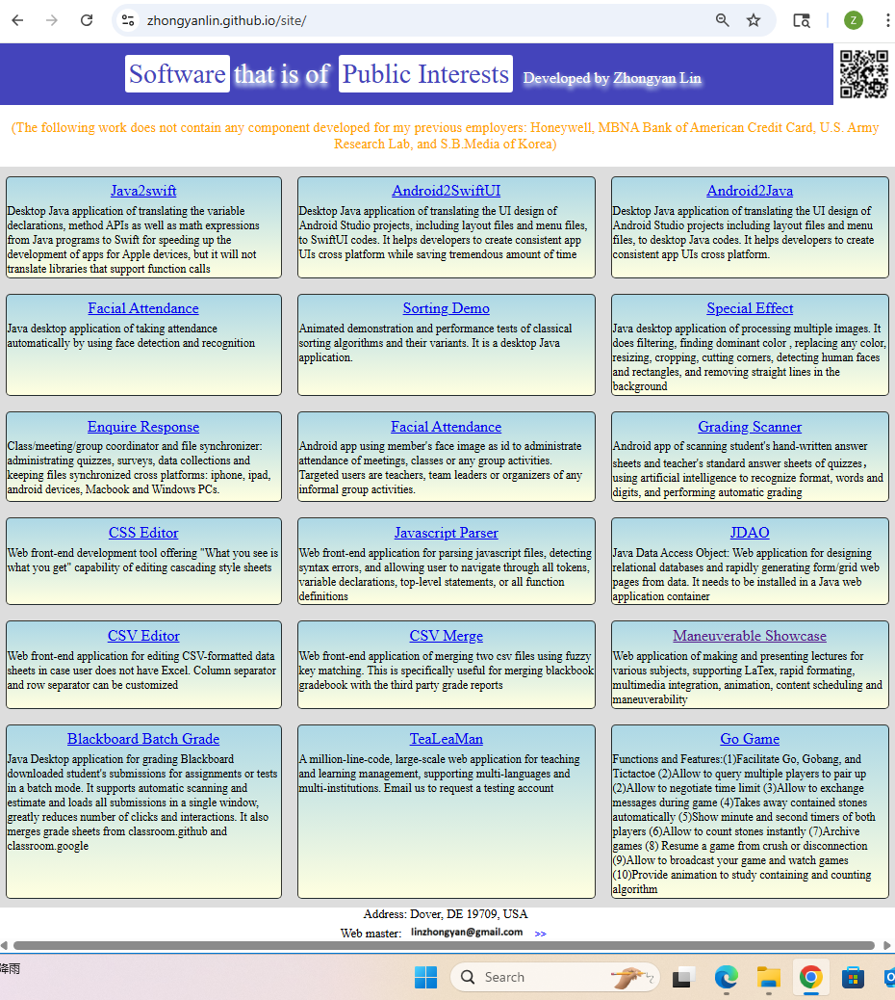 zhongyanlin.github.io/site/
Z
Software that is of Public Interests Developed by Zhongyan Lin
(The following work does not contain any component developed for my previous employers: Honeywell, MBNA Bank of American Credit Card, U.S. Army
Research Lab, and S.B.Media of Korea)
Java2swift
Desktop Java application of translating the variable
declarations, method APIs as well as math expressions
from Java programs to Swift for speeding up the
development of apps for Apple devices, but it will not
translate libraries that support function calls
Android2SwiftUI
Desktop Java application of translating the UI design of
Android Studio projects, including layout files and menu files,
to SwiftUI codes. It helps developers to create consistent app
UIs cross platform while saving tremendous amount of time
Android2Java
Desktop Java application of translating the UI design of
Android Studio projects including layout files and menu
files, to desktop Java codes. It helps developers to create
consistent app UIs cross platform.
Facial Attendance
Java desktop application of taking attendance
automatically by using face detection and recognition
Sorting Demo
Animated demonstration and performance tests of classical
sorting algorithms and their variants. It is a desktop Java
application.
Special Effect
Java desktop application of processing multiple images. It
does filtering, finding dominant color , replacing any color,
resizing, cropping, cutting corners, detecting human faces
and rectangles, and removing straight lines in the
background
Enquire Response
Class/meeting/group coordinator and file synchronizer:
administrating quizzes, surveys, data collections and
keeping files synchronized cross platforms: iphone, ipad,
android devices, Macbook and Windows PCs.
Facial Attendance
Android app using member's face image as id to administrate
attendance of meetings, classes or any group activities.
Targeted users are teachers, team leaders or organizers of any
informal group activities.
Grading Scanner
Android app of scanning student's hand-written answer
sheets and teacher's standard answer sheets of quizzes，
using artificial intelligence to recognize format, words and
digits, and performing automatic grading
CSS Editor
Web front-end development tool offering "What you see is
what you get" capability of editing cascading style sheets
Javascript Parser
Web front-end application for parsing javascript files, detecting
syntax errors, and allowing user to navigate through all tokens,
variable declarations, top-level statements, or all function
definitions
JDAO
Java Data Access Object: Web application for designing
relational databases and rapidly generating form/grid web
pages from data. It needs to be installed in a Java web
application container
CSV Editor
Web front-end application for editing CSV-formatted data
sheets in case user does not have Excel. Column separator
and row separator can be customized
CSV Merge
Web front-end application of merging two csv files using fuzzy
key matching. This is specifically useful for merging blackbook
gradebook with the third party grade reports
Maneuverable Showcase
Web application of making and presenting lectures for
various subjects, supporting LaTex, rapid formating,
multimedia integration, animation, content scheduling and
maneuverability
Blackboard Batch Grade
Java Desktop application for grading Blackboard
downloaded student's submissions for assignments or tests
in a batch mode. It supports automatic scanning and
estimate and loads all submissions in a single window,
greatly reduces number of clicks and interactions. It also
merges grade sheets from classroom.github and
classroom.google
TeaLeaMan
A million-line-code, large-scale web application for teaching
and learning management, supporting multi-languages and
multi-institutions. Email us to request a testing account
Go Game
Functions and Features:(1)Facilitate Go, Gobang, and
Tictactoe (2)Allow to query multiple players to pair up
(2)Allow to negotiate time limit (3)Allow to exchange
messages during game (4)Takes away contained stones
automatically (5)Show minute and second timers of both
players (6)Allow to count stones instantly (7)Archive
games (8) Resume a game from crush or disconnection
(9)Allow to broadcast your game and watch games
(10)Provide animation to study containing and counting
algorithm
Address: Dover, DE 19709, USA
Web master: linzhongyan@gmail.com >>
降雨
Search